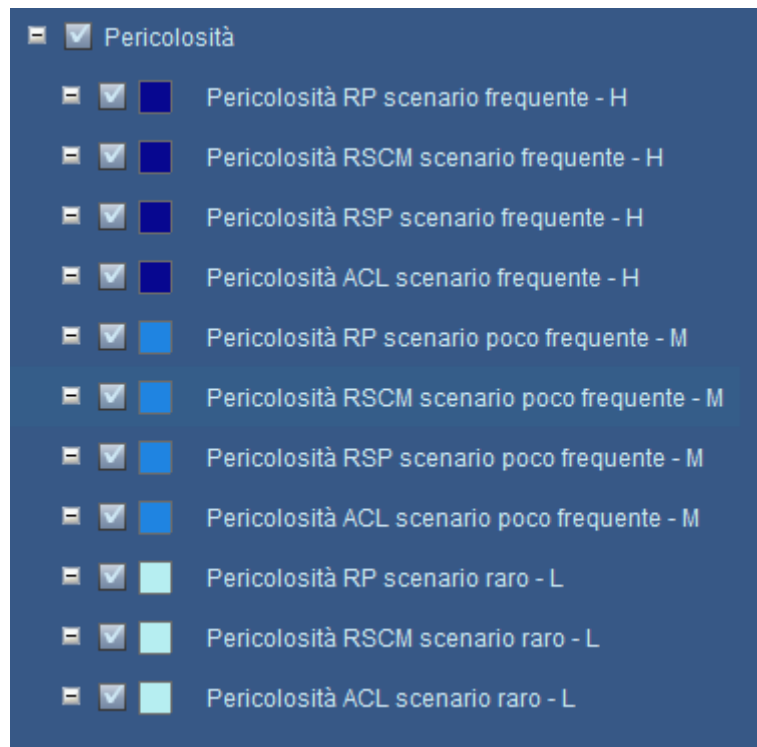 Pericolosità
Pericolosità RP scenario frequente - H
Pericolosità RSCM scenario frequente - H
Pericolosità RSP scenario frequente - H
Pericolosità ACL scenario frequente - H
Pericolosità RP scenario poco frequente - M
Pericolosità RSCM scenario poco frequente - M
Pericolosità RSP scenario poco frequente - M
Pericolosità ACL scenario poco frequente - M
Pericolosità RP scenario raro - L
Pericolosità RSCM scenario raro - L
Pericolosità ACL scenario raro - L